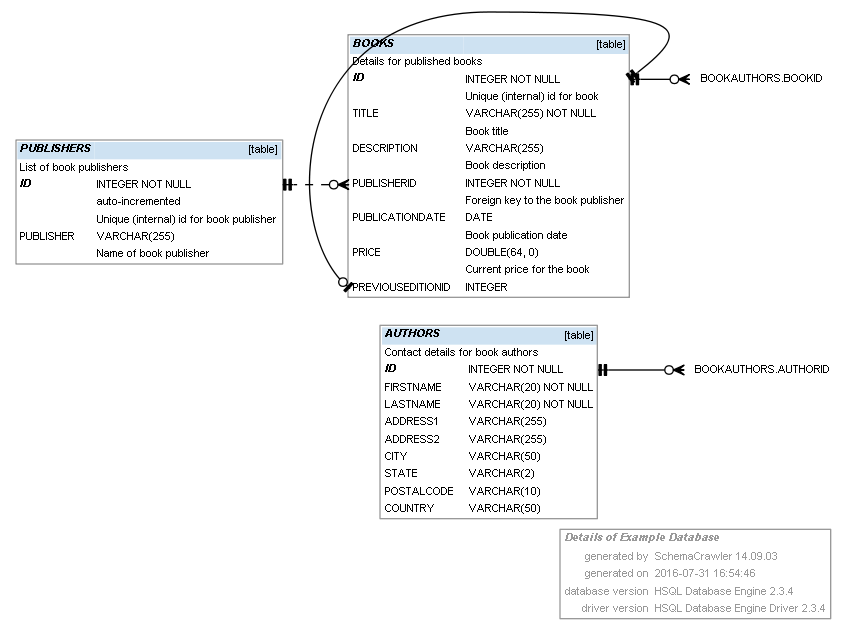 BOOKS [table]
Details for published books
ID INTEGER NOT NULL
Unique (internal) id for book
TITLE VARCHAR(255) NOT NULL
Book title
DESCRIPTION VARCHAR(255)
Book description
PUBLISHERID INTEGER NOT NULL
Foreign key to the book publisher
PUBLICATIONDATE DATE
Book publication date
PRICE DOUBLE(64, 0)
Current price for the book
PREVIOUSEDITIONID INTEGER
BOOKAUTHORS.BOOKID
PUBLISHERS [table]
List of book publishers
ID INTEGER NOT NULL
auto-incremented
Unique (internal) id for book publisher
PUBLISHER VARCHAR(255)
Name of book publisher
AUTHORS [table]
Contact details for book authors
ID INTEGER NOT NULL
FIRSTNAME VARCHAR(20) NOT NULL
LASTNAME VARCHAR(20) NOT NULL
ADDRESS1 VARCHAR(255)
ADDRESS2 VARCHAR(255)
CITY VARCHAR(50)
STATE VARCHAR(2)
POSTALCODE VARCHAR(10)
COUNTRY VARCHAR(50)
BOOKAUTHORS.AUTHORID
Details of Example Database
generated by SchemaCrawler 14.09.03
generated on 2016-07-31 16:54:46
database version HSQL Database Engine 2.3.4
driver version HSQL Database Engine Driver 2.3.4